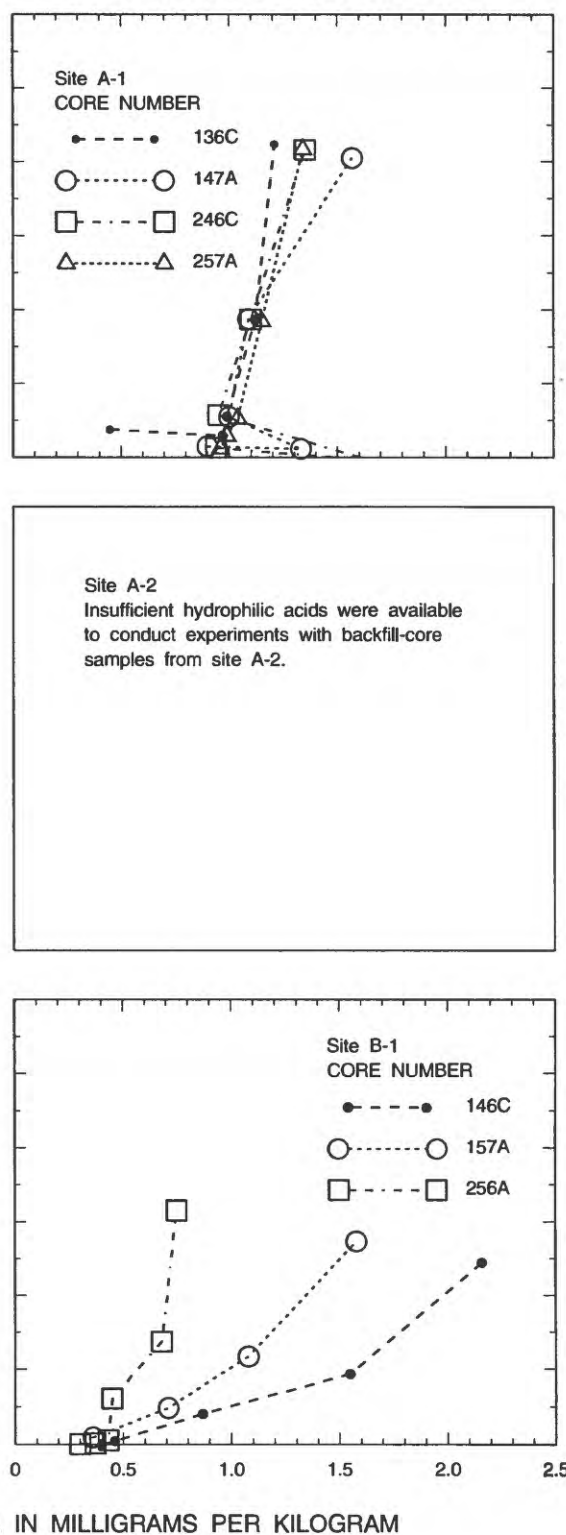 Site A-1
CORE NUMBER
136C
147A
246C
257A
Site A-2
Insufficient hydrophilic acids were available
to conduct experiments with backfill-core
samples from site A-2.
Site B-1
CORE NUMBER
146C
157A
256A
0 0.5 1.0 1.5 2.0 2.5
IN MILLIGRAMS PER KILOGRAM